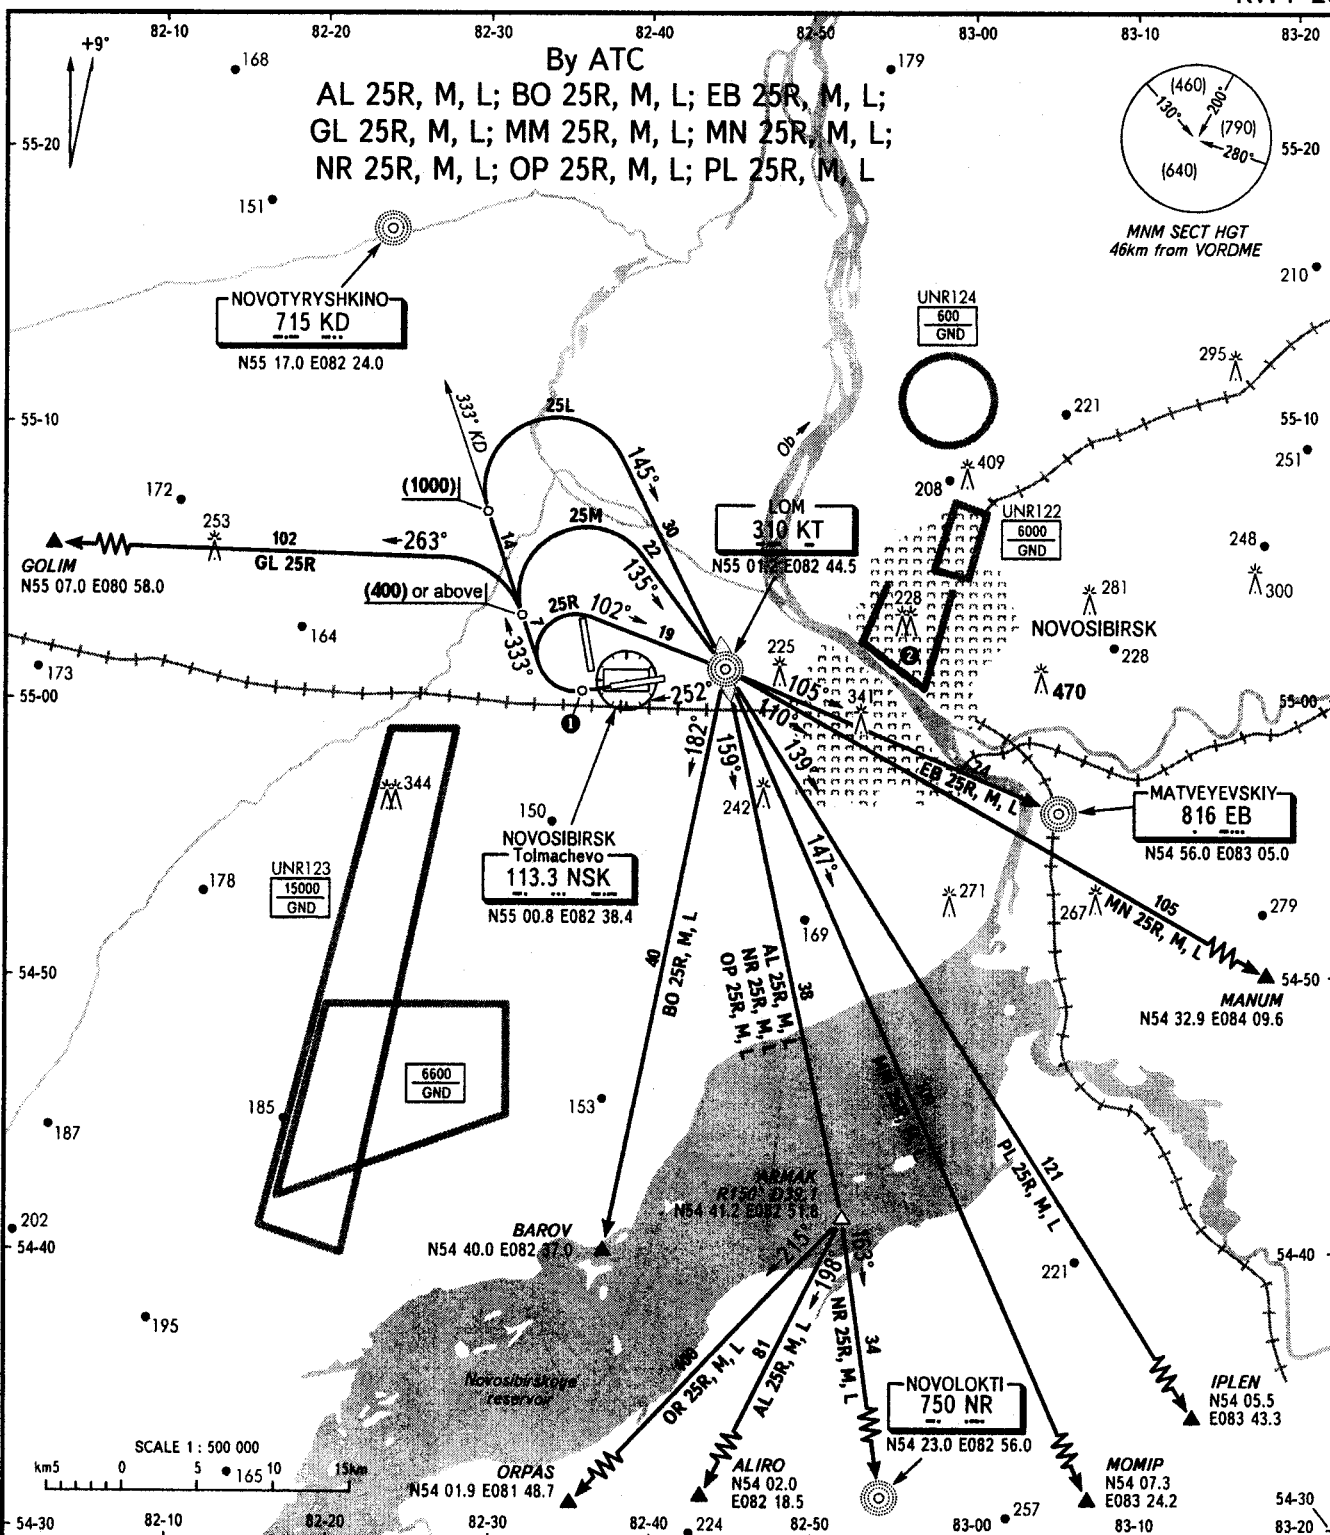 82-10 82-20 82-30 82-40 82-50 83-00 83-10 83-20
+9°
168
179
By ATC
AL 25R, M, L; BO 25R, M, L; EB 25R, M, L;
GL 25R, M, L; MM 25R, M, L; MN 25R, M, L;
NR 25R, M, L; OP 25R, M, L; PL 25R, M, L
(460)
130°
200°
(790)
280°
(640)
MNM SECT HGT
46km from VORDME
55-20
55-20
151
210
NOVOTYRYSHKINO
715 KD
N55 17.0 E082 24.0
UNR124
600
GND
295
221
55-10
55-10
251
333° KD
25L
145°
30
Ob
409
208
(1000)
172
253
102
GL 25R
263°
GOLIM
N55 07.0 E080 58.0
14
25M
22
135°
LOM
310 KT
N55 01.2 E082 44.5
UNR122
6000
GND
248
300
281
228
2
NOVOSIBIRSK
228
470
(400) or above
25R
102°
19
7
333°
164
173
55-00
55-00
225
341
252°
1
182°
159°
105°
110°
139°
147°
242
24
EB 25R, M, L
MATVEYEVSKIY
816 EB
N54 56.0 E083 05.0
344
150
NOVOSIBIRSK
Tolmachevo
113.3 NSK
N55 00.8 E082 38.4
178
UNR123
15000
GND
271
267
105
MN 25R, M, L
279
169
54-50
54-50
MANUM
N54 32.9 E084 09.6
40
BO 25R, M, L
38
AL 25R, M, L
NR 25R, M, L
OP 25R, M, L
6600
GND
185
187
153
121
PL 25R, M, L
ARMAK
R150° D39.1
N54 41.2 E082 51.8
202
54-40
54-40
BAROV
N54 40.0 E082 37.0
215°
198°
163°
221
195
OR 25R, M, L
81
AL 25R, M, L
34
NR 25R, M, L
Novosibirskoye
reservoir
NOVOLOKTI
750 NR
N54 23.0 E082 56.0
IPLEN
N54 05.5
E083 43.3
SCALE 1 : 500 000
km5 0 5 10 15km
165
ORPAS
N54 01.9 E081 48.7
ALIRO
N54 02.0
E082 18.5
MOMIP
N54 07.3
E083 24.2
257
224
54-30
54-30
82-10 82-20 82-30 82-40 82-50 83-00 83-10 83-20